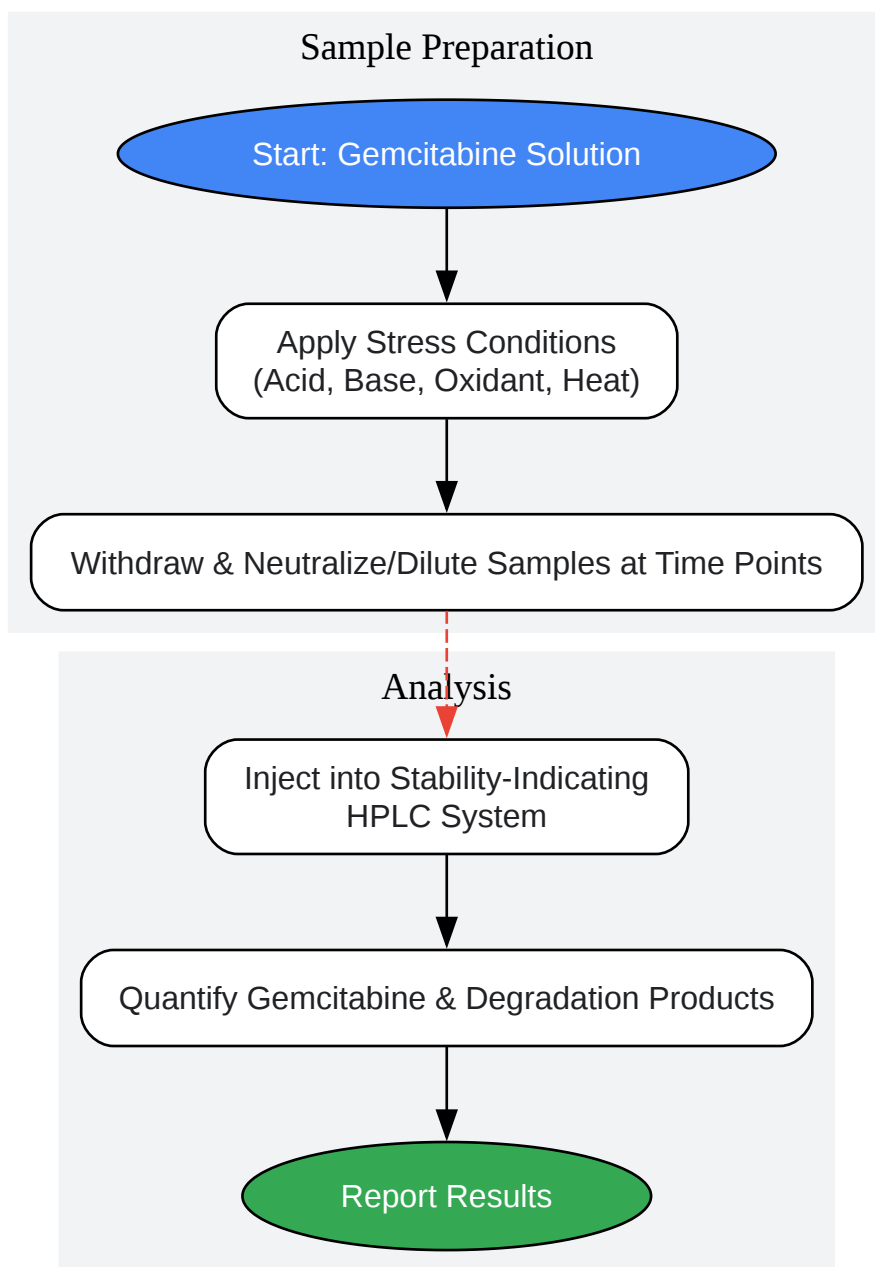 Sample Preparation
Start: Gemcitabine Solution
Apply Stress Conditions
(Acid, Base, Oxidant, Heat)
Withdraw & Neutralize/Dilute Samples at Time Points
Analysis
Inject into Stability-Indicating
HPLC System
Quantify Gemcitabine & Degradation Products
Report Results